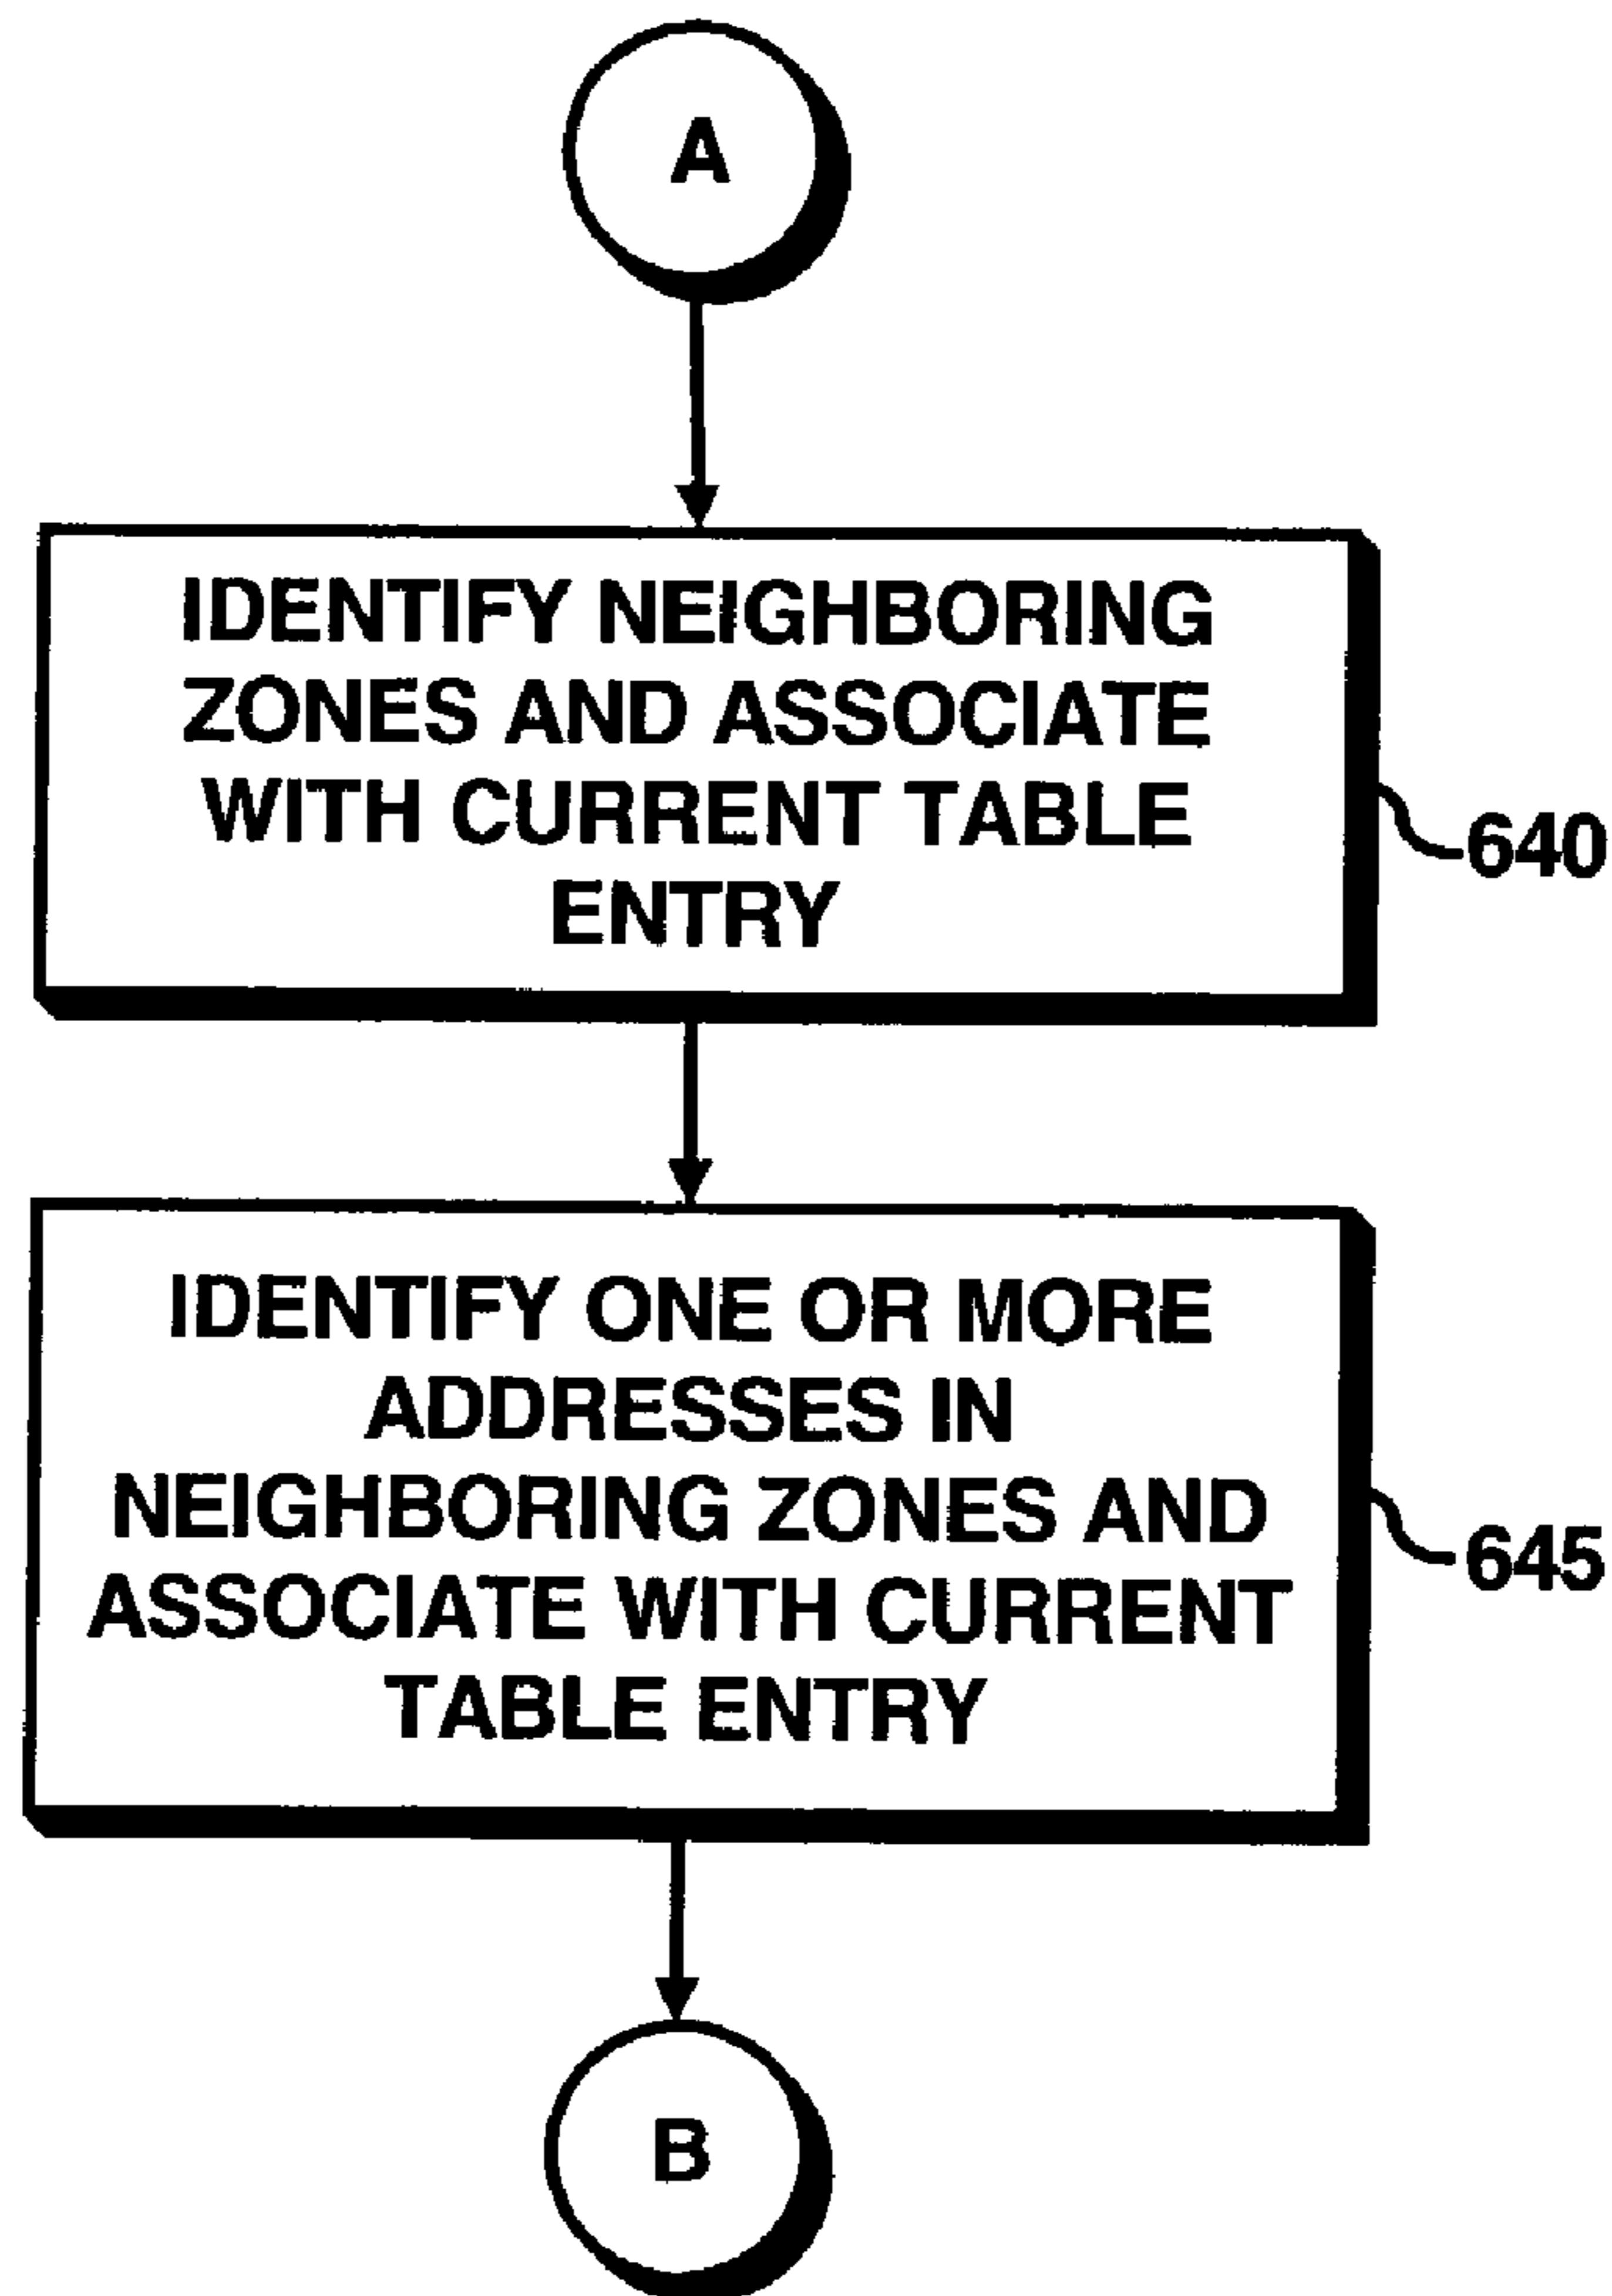 A
IDENTIFY NEIGHBORING
ZONES AND ASSOCIATE
WITH CURRENT TABLE
ENTRY
640
IDENTIFY ONE OR MORE
ADDRESSES IN
NEIGHBORING ZONES AND
ASSOCIATE WITH CURRENT
TABLE ENTRY
645
B